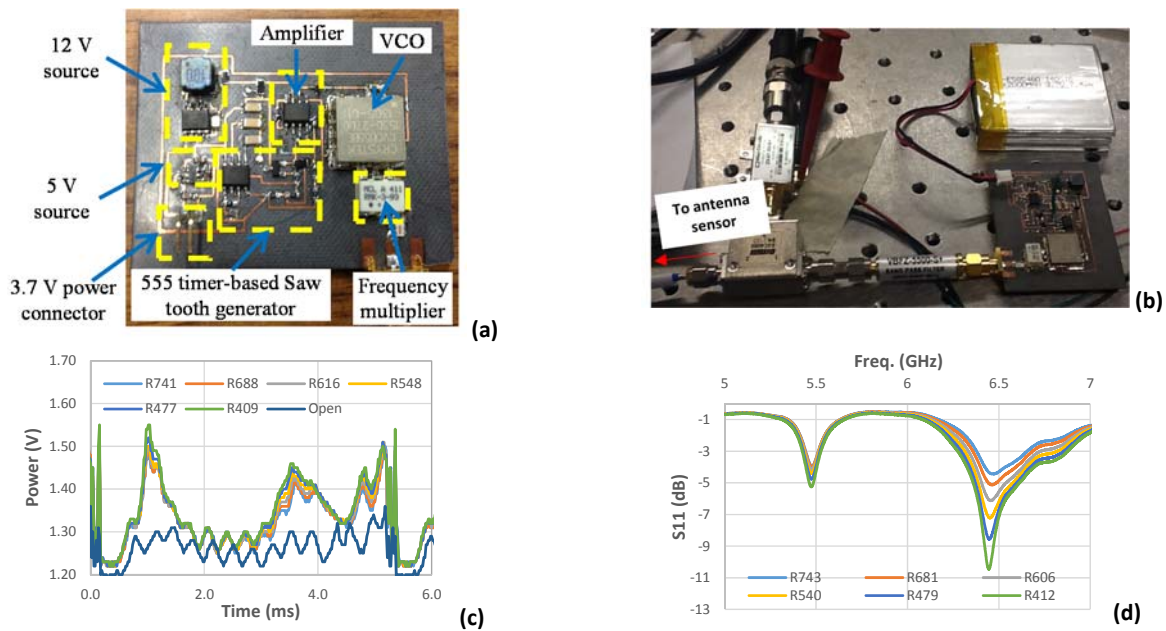 12 V source
Amplifier
VCO
5 V source
3.7 V power connector
555 timer-based Saw tooth generator
Frequency multiplier
(a)
To antenna sensor
(b)
1.70
1.60
1.50
1.40
1.30
1.20
Power (V)
R741 R688 R616 R548
R477 R409 Open
0.0 2.0 4.0 6.0
Time (ms)
(c)
Freq. (GHz)
5 5.5 6 6.5 7
-1
-3
-5
-7
-9
-11
-13
S11 (dB)
R743 R681 R606
R540 R479 R412
(d)